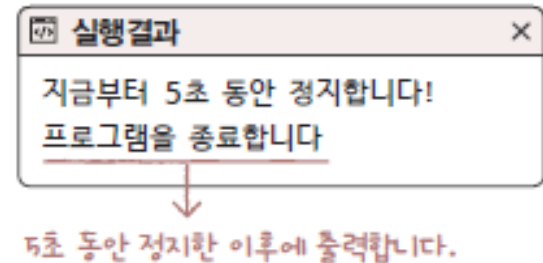 실행결과
지금부터 5초 동안 정지합니다!
프로그램을 종료합니다
5초 동안 정지한 이후에 출력합니다.